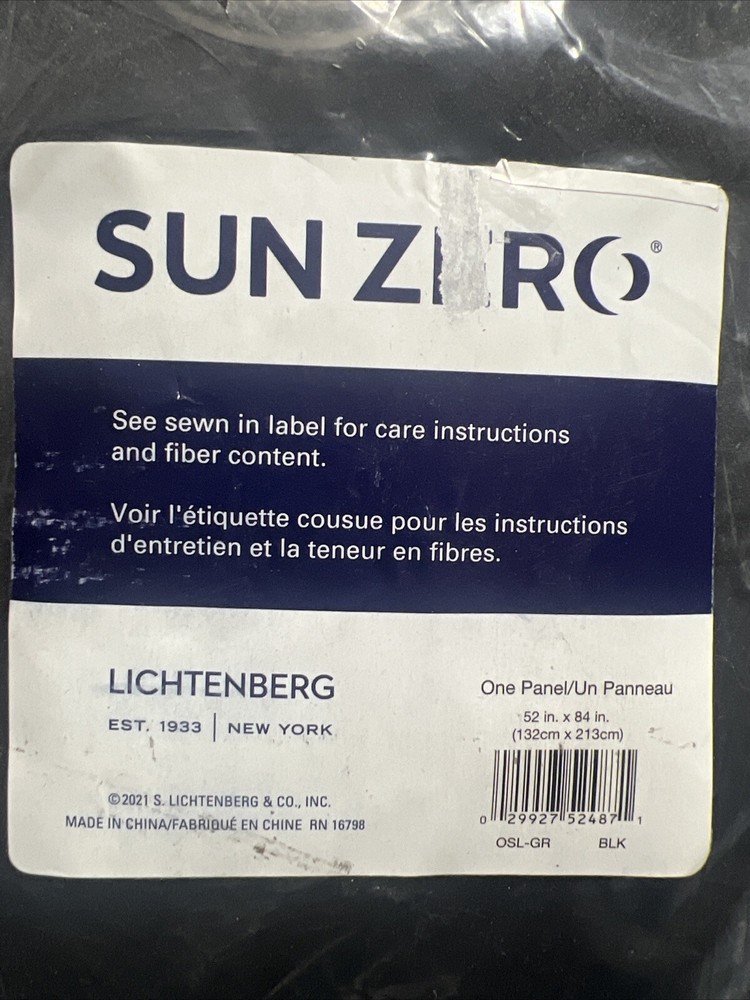 SUN ZERO®
See sewn in label for care instructions
and fiber content.
Voir l'étiquette cousue pour les instructions
d'entretien et la teneur en fibres.
LICHTENBERG
EST. 1933 | NEW YORK
©2021 S. LICHTENBERG & CO., INC.
MADE IN CHINA/FABRIQUÉ EN CHINE RN 16798
One Panel/Un Panneau
52 in. x 84 in.
(132cm x 213cm)
0 29927 52487 1
OSL-GR BLK